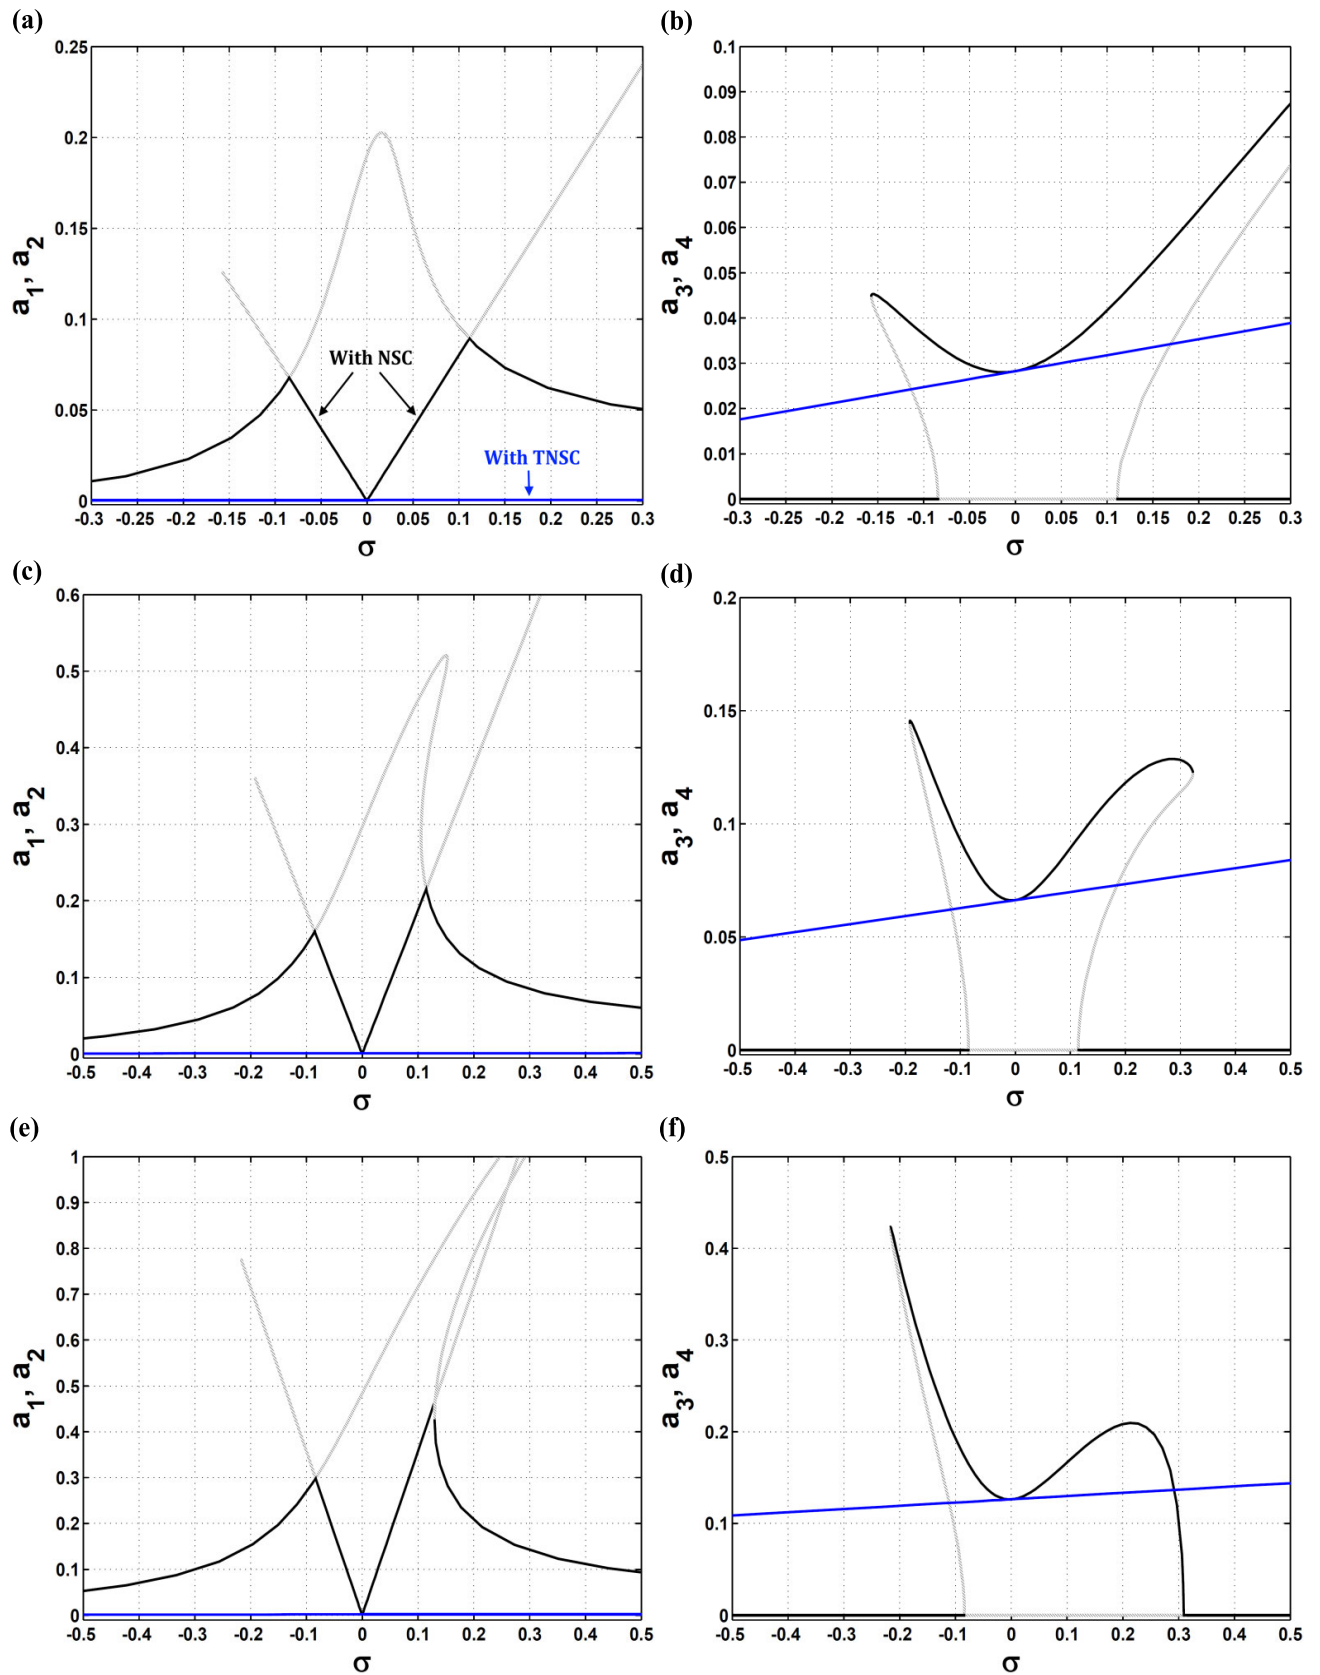 (a)
0.25
0.2
0.15
0.1
0.05
0
a1, a2
With NSC
With TNSC
-0.3 -0.25 -0.2 -0.15 -0.1 -0.05 0 0.05 0.1 0.15 0.2 0.25 0.3
σ
(b)
0.1
0.09
0.08
0.07
0.06
0.05
0.04
0.03
0.02
0.01
0
a3, a4
-0.3 -0.25 -0.2 -0.15 -0.1 -0.05 0 0.05 0.1 0.15 0.2 0.25 0.3
σ
(c)
0.6
0.5
0.4
0.3
0.2
0.1
0
a1, a2
-0.5 -0.4 -0.3 -0.2 -0.1 0 0.1 0.2 0.3 0.4 0.5
σ
(d)
0.2
0.15
0.1
0.05
0
a3, a4
-0.5 -0.4 -0.3 -0.2 -0.1 0 0.1 0.2 0.3 0.4 0.5
σ
(e)
1
0.9
0.8
0.7
0.6
0.5
0.4
0.3
0.2
0.1
0
a1, a2
-0.5 -0.4 -0.3 -0.2 -0.1 0 0.1 0.2 0.3 0.4 0.5
σ
(f)
0.5
0.4
0.3
0.2
0.1
0
a3, a4
-0.5 -0.4 -0.3 -0.2 -0.1 0 0.1 0.2 0.3 0.4 0.5
σ